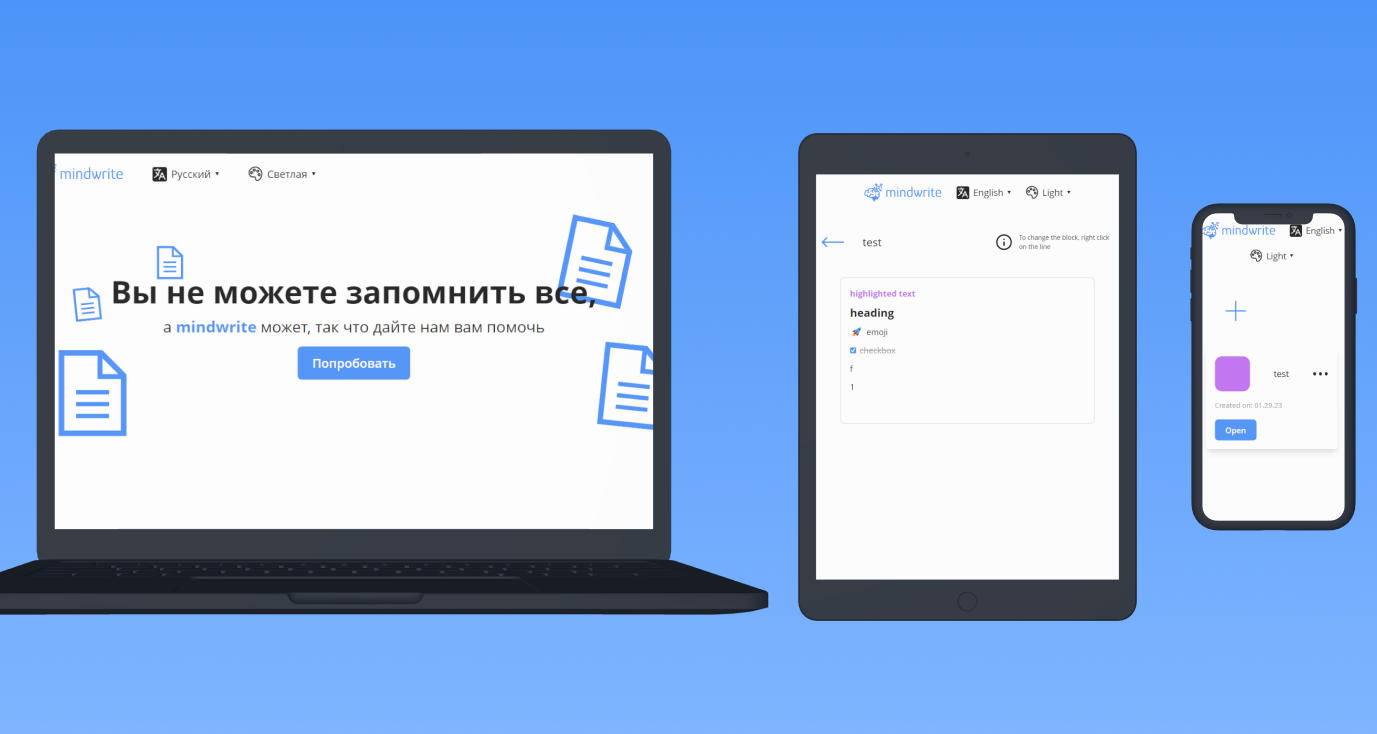 mindwrite Русский Светлая
Вы не можете запомнить все,
а mindwrite может, так что дайте нам вам помочь
Попробовать
mindwrite English Light
test
To change the block, right click
on the line
highlighted text
heading
🚀 emoji
checkbox
f
1
mindwrite English
Light
test
Created on: 01.29.23
Open